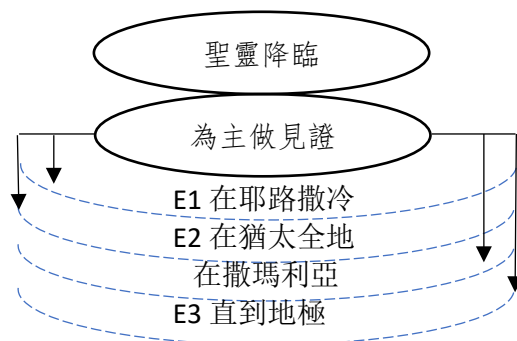 聖靈降臨
為主做見證
E1 在耶路撒冷
E2 在猶太全地
在撒瑪利亞
E3 直到地極